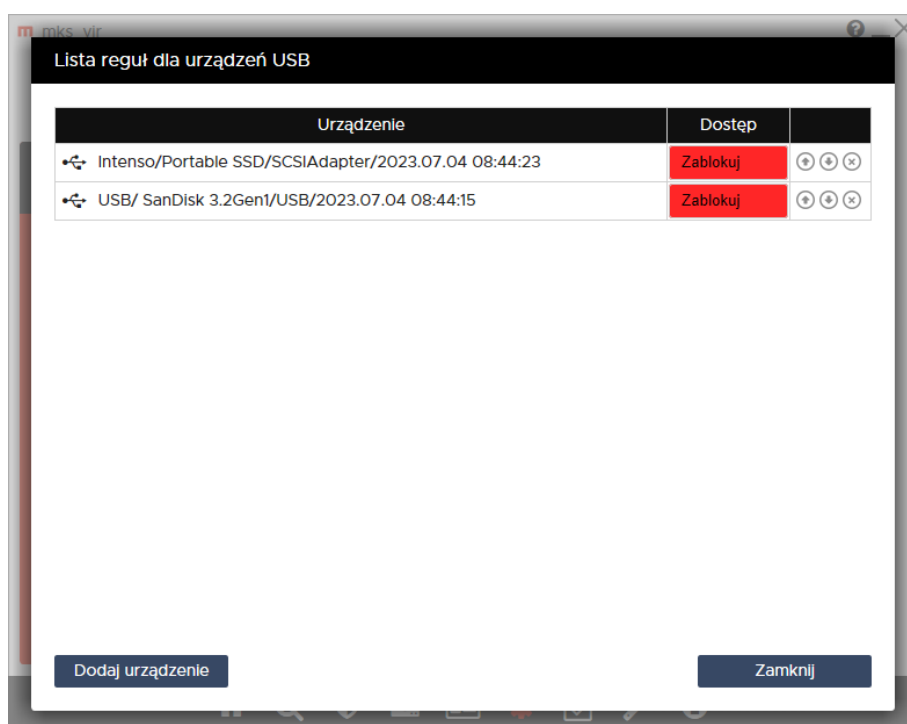 mks_vir
Lista reguł dla urządzeń USB
Urządzenie Dostęp
Intenso/Portable SSD/SCSIAdapter/2023.07.04 08:44:23 Zablokuj
USB/ SanDisk 3.2Gen1/USB/2023.07.04 08:44:15 Zablokuj
Dodaj urządzenie Zamknij